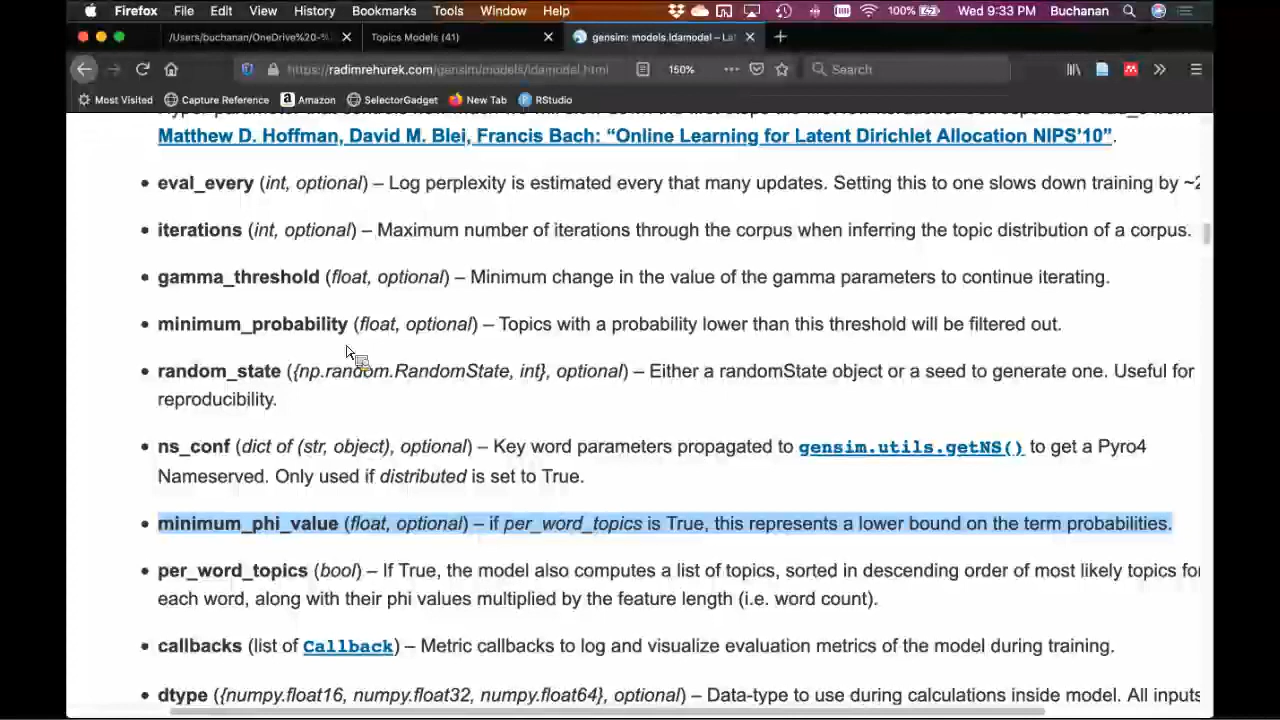 Firefox File Edit View History Bookmarks Tools Window Help 100% Wed 9:33 PM Buchanan
/Users/buchanan/OneDrive%20-% Topics Models (41) gensim: models.ldamodel – Lat
https://radimrehurek.com/gensim/models/ldamodel.html 150% Search
Most Visited Capture Reference Amazon SelectorGadget New Tab RStudio
Matthew D. Hoffman, David M. Blei, Francis Bach: “Online Learning for Latent Dirichlet Allocation NIPS’10”.
• eval_every (int, optional) – Log perplexity is estimated every that many updates. Setting this to one slows down training by ~2
• iterations (int, optional) – Maximum number of iterations through the corpus when inferring the topic distribution of a corpus.
• gamma_threshold (float, optional) – Minimum change in the value of the gamma parameters to continue iterating.
• minimum_probability (float, optional) – Topics with a probability lower than this threshold will be filtered out.
• random_state ({np.random.RandomState, int}, optional) – Either a randomState object or a seed to generate one. Useful for
reproducibility.
• ns_conf (dict of (str, object), optional) – Key word parameters propagated to gensim.utils.getNS() to get a Pyro4
Nameserved. Only used if distributed is set to True.
• minimum_phi_value (float, optional) – if per_word_topics is True, this represents a lower bound on the term probabilities.
• per_word_topics (bool) – If True, the model also computes a list of topics, sorted in descending order of most likely topics for
each word, along with their phi values multiplied by the feature length (i.e. word count).
• callbacks (list of Callback) – Metric callbacks to log and visualize evaluation metrics of the model during training.
• dtype ({numpy.float16, numpy.float32, numpy.float64}, optional) – Data-type to use during calculations inside model. All inputs